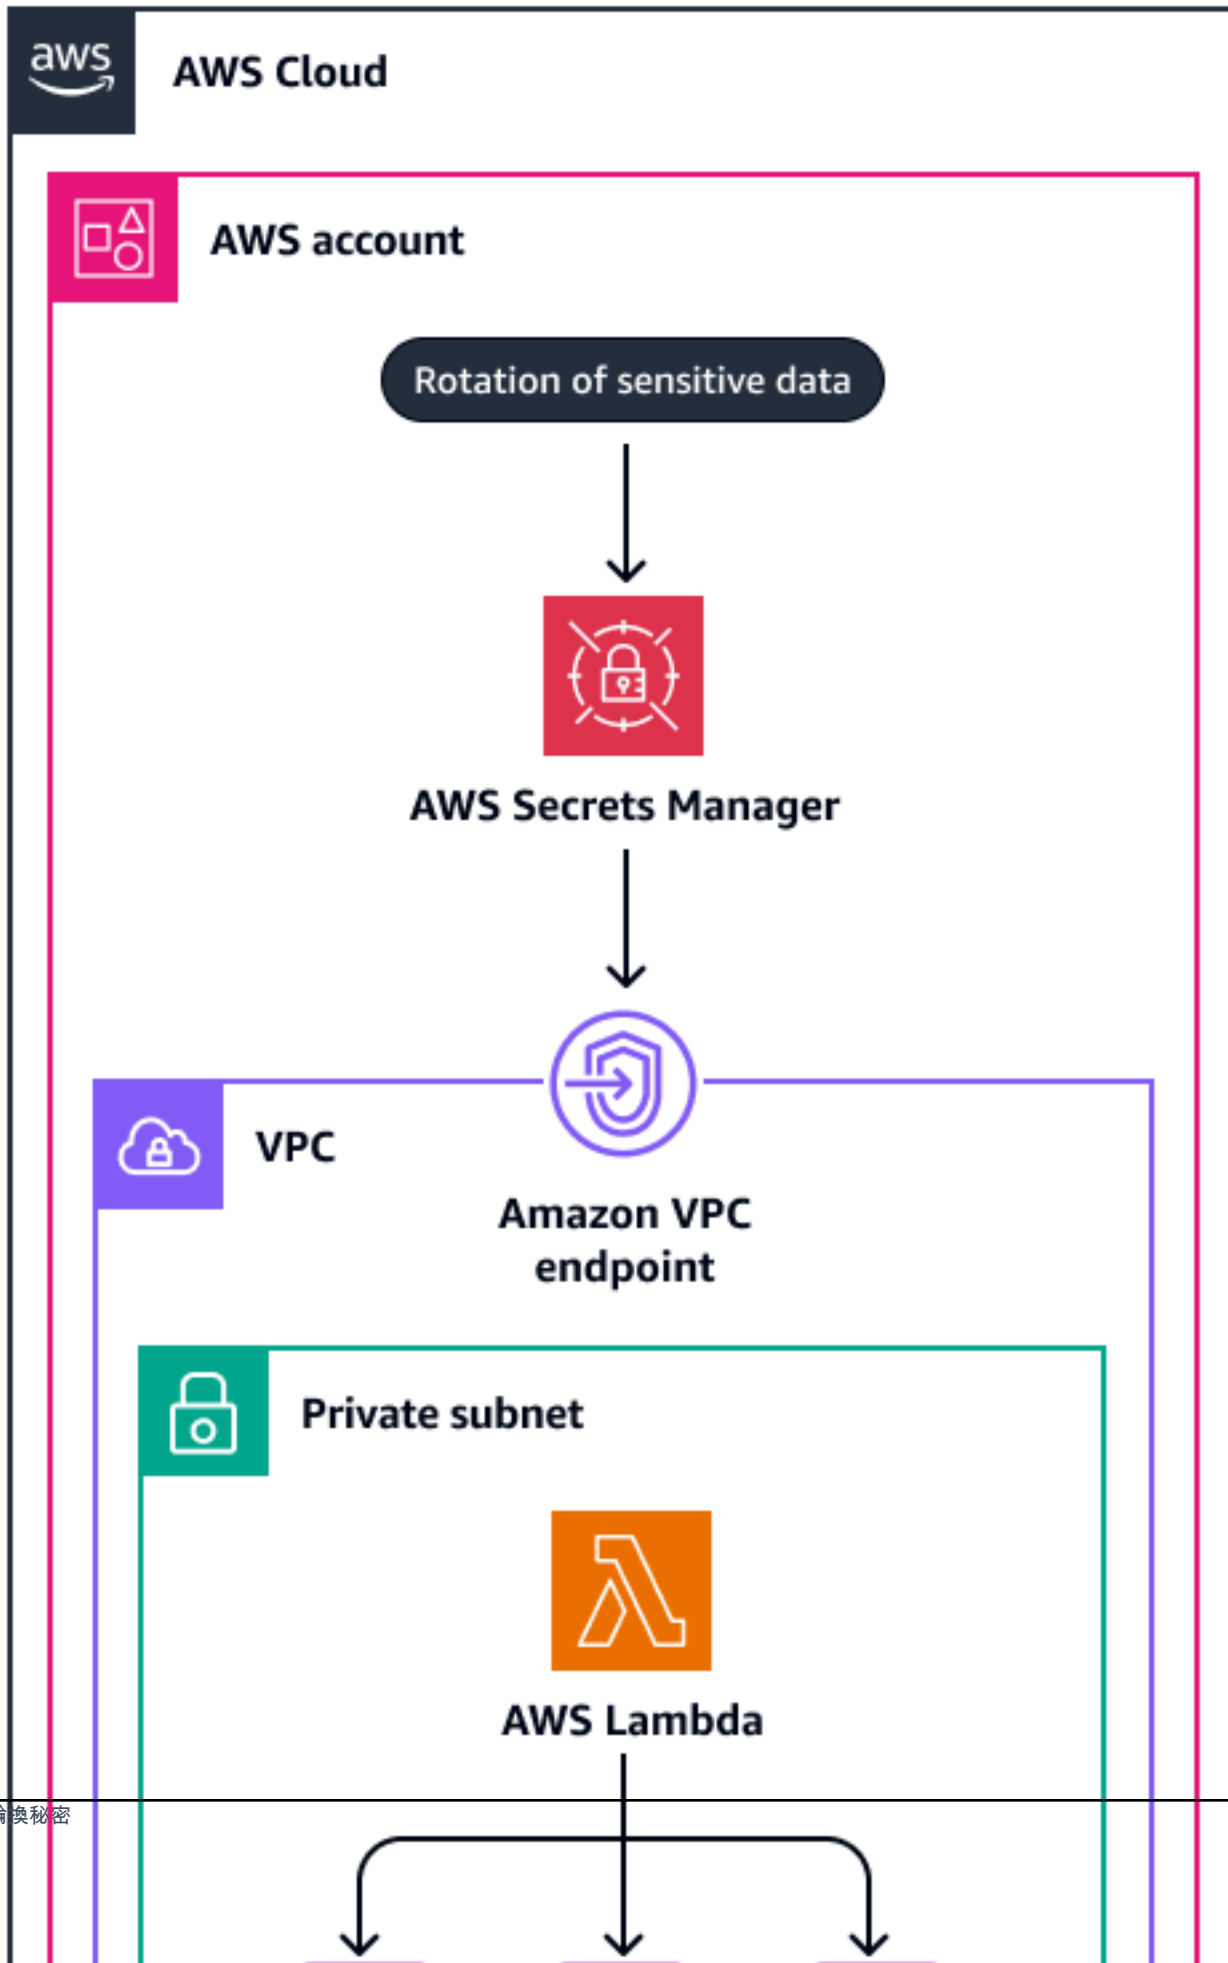 aws
AWS Cloud
AWS account
Rotation of sensitive data
AWS Secrets Manager
VPC
Amazon VPC
endpoint
Private subnet
AWS Lambda
換秘密